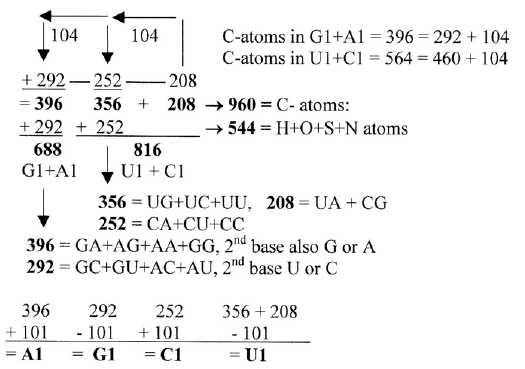 104 104
C-atoms in G1+A1 = 396 = 292 + 104
C-atoms in U1+C1 = 564 = 460 + 104
+ 292 — 252 — 208
= 396 356 + 208 → 960 = C- atoms:
+ 292 + 252 → 544 = H+O+S+N atoms
688 816
G1+A1 U1 + C1
356 = UG+UC+UU, 208 = UA + CG
252 = CA+CU+CC
396 = GA+AG+AA+GG, 2nd base also G or A
292 = GC+GU+AC+AU, 2nd base U or C
396 292 252 356 + 208
+ 101 - 101 + 101 - 101
= A1 = G1 = C1 = U1